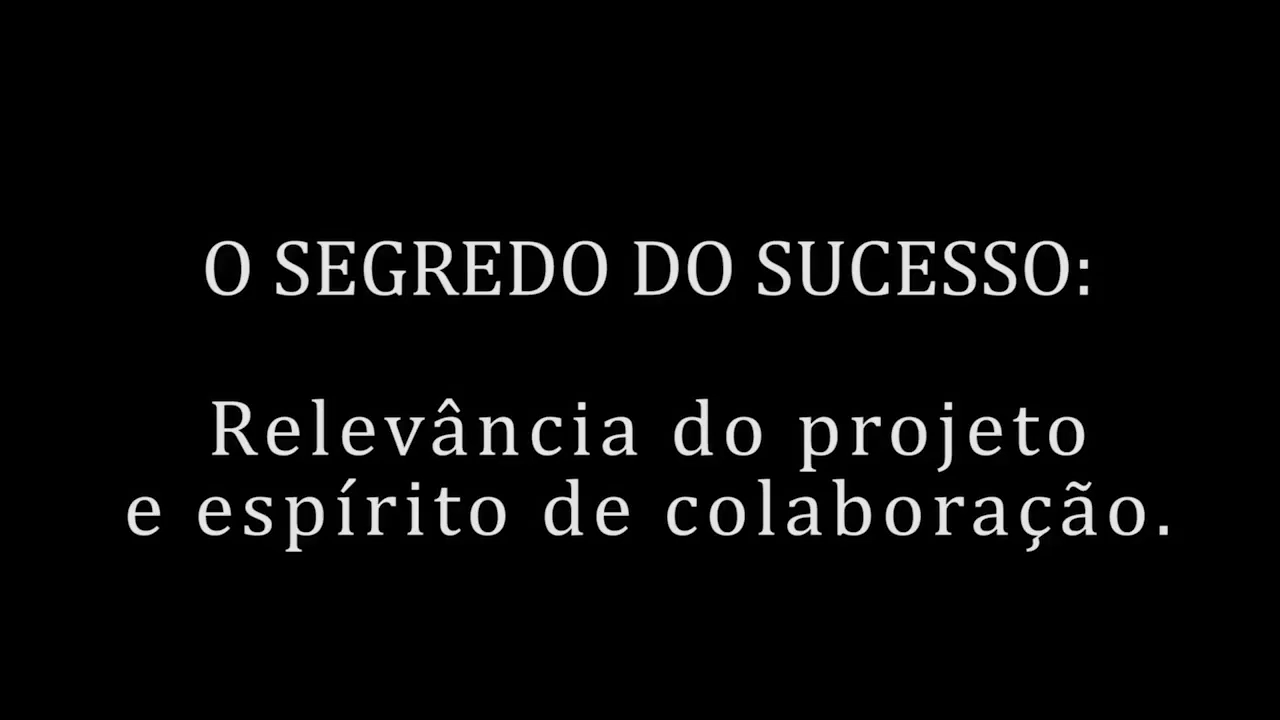 O SEGREDO DO SUCESSO:
Relevância do projeto
e espírito de colaboração.